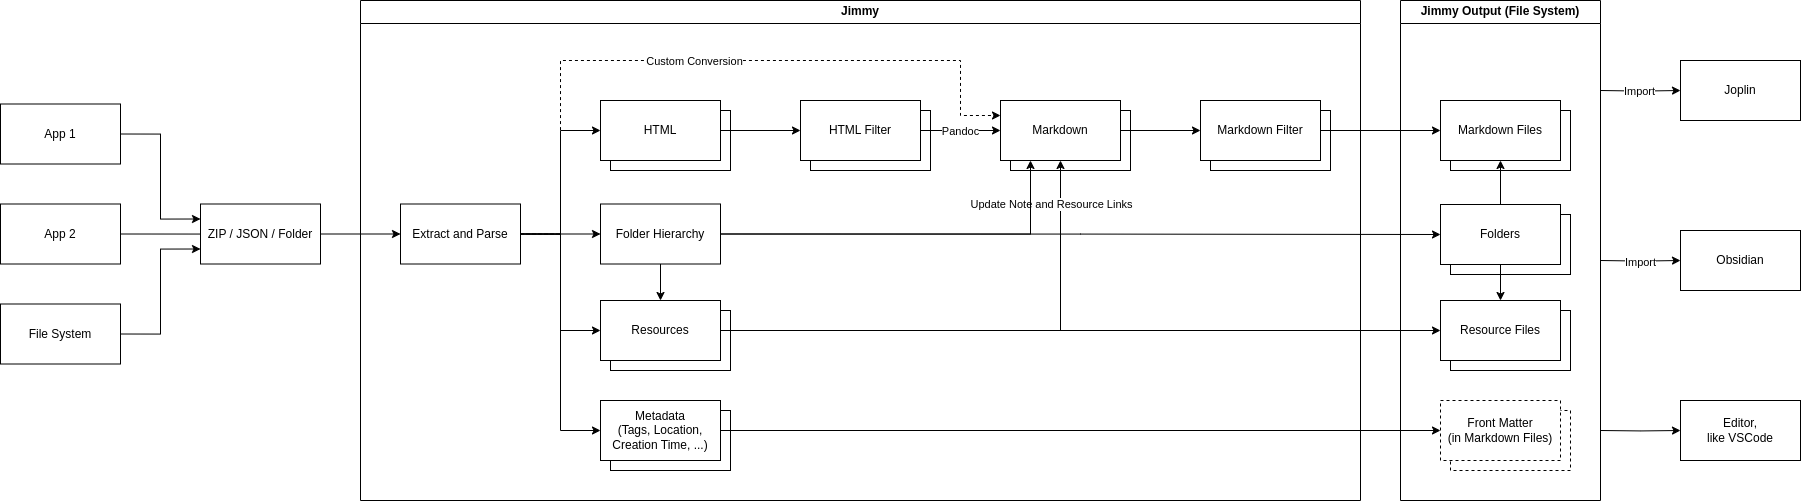 Jimmy
Jimmy Output (File System)
Custom Conversion
App 1
App 2
File System
ZIP / JSON / Folder
Extract and Parse
HTML
HTML Filter
Pandoc
Markdown
Markdown Filter
Markdown Files
Update Note and Resource Links
Folder Hierarchy
Folders
Resources
Resource Files
Metadata
(Tags, Location,
Creation Time, ...)
Front Matter
(in Markdown Files)
Import
Joplin
Import
Obsidian
Editor,
like VSCode